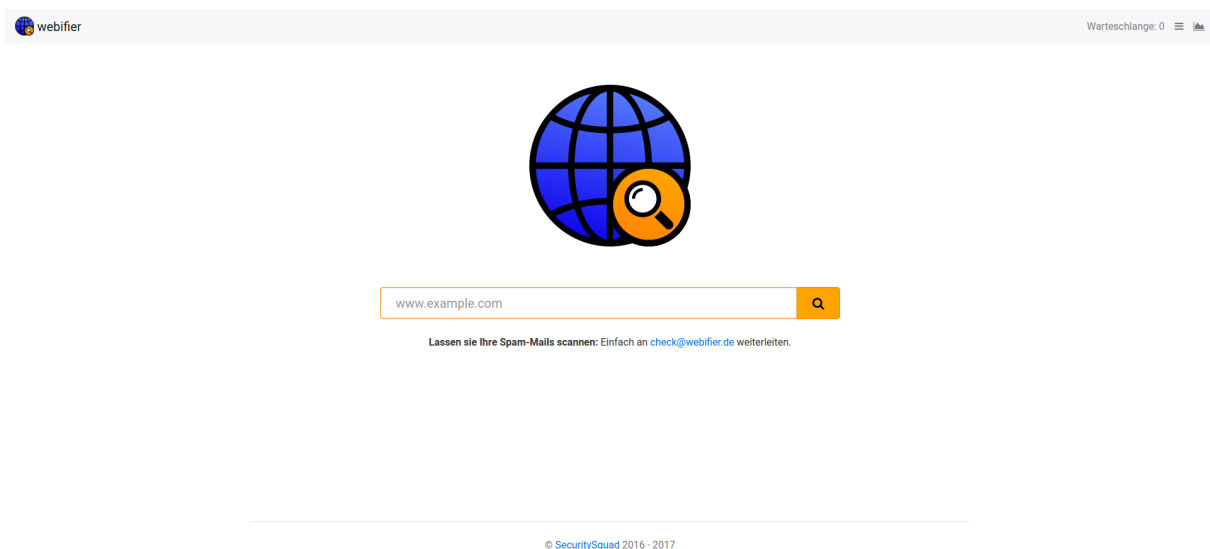 webifier
Warteschlange: 0
www.example.com
Lassen sie Ihre Spam-Mails scannen: Einfach an check@webifier.de weiterleiten.
© SecuritySquad 2016 - 2017